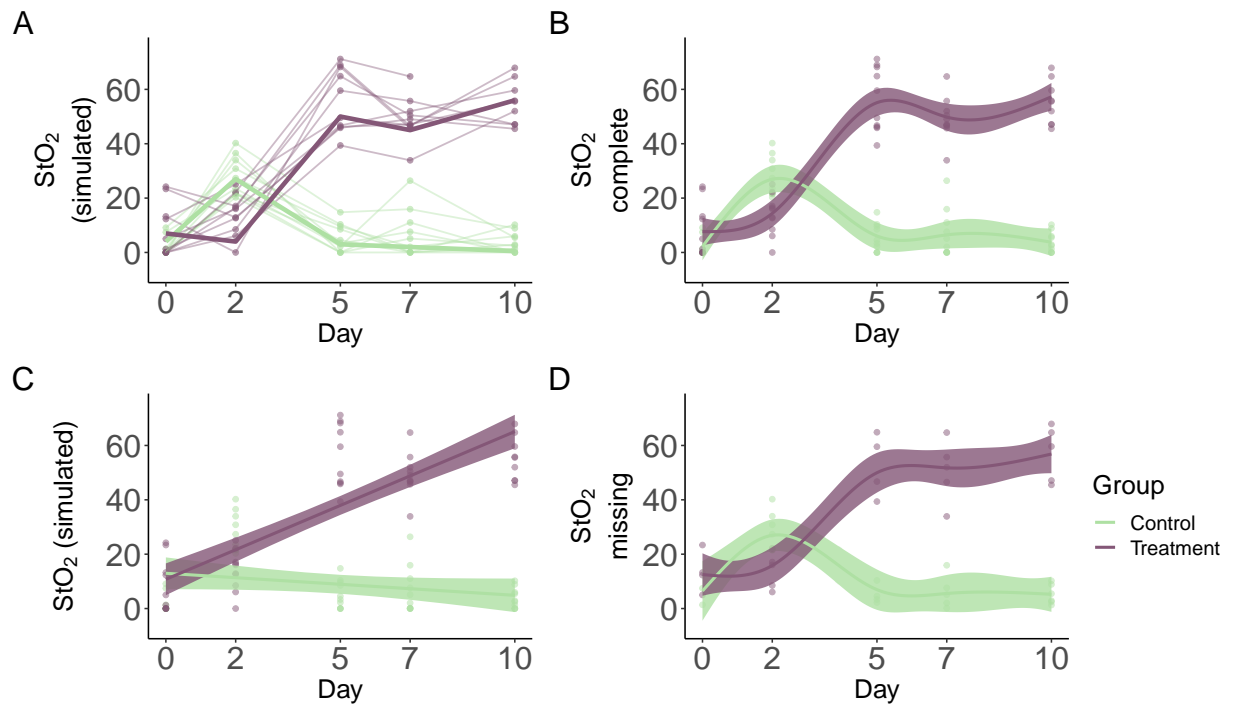 A
StO2
(simulated)
60
40
20
0
0 2 5 7 10
Day
B
StO2
complete
60
40
20
0
0 2 5 7 10
Day
C
StO2 (simulated)
60
40
20
0
0 2 5 7 10
Day
D
StO2
missing
60
40
20
0
0 2 5 7 10
Day
Group
Control
Treatment